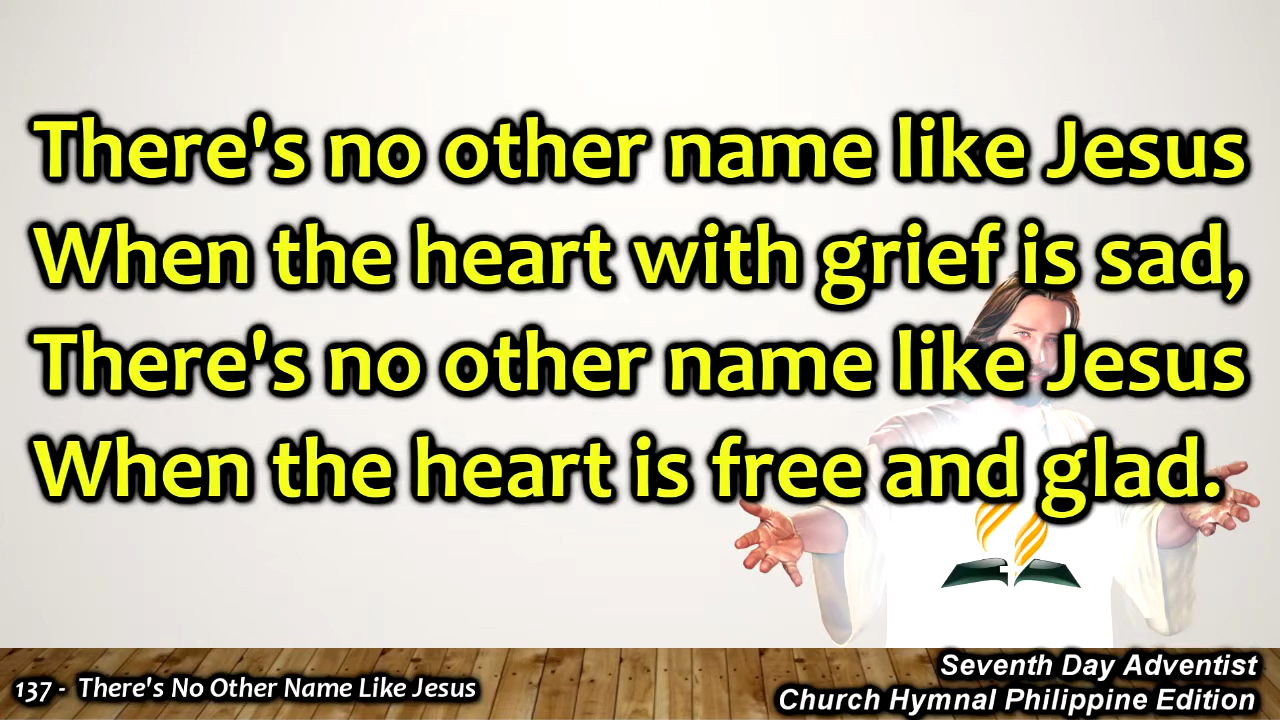 There's no other name like Jesus
When the heart with grief is sad,
There's no other name like Jesus
When the heart is free and glad.
137 - There's No Other Name Like Jesus
Seventh Day Adventist
Church Hymnal Philippine Edition